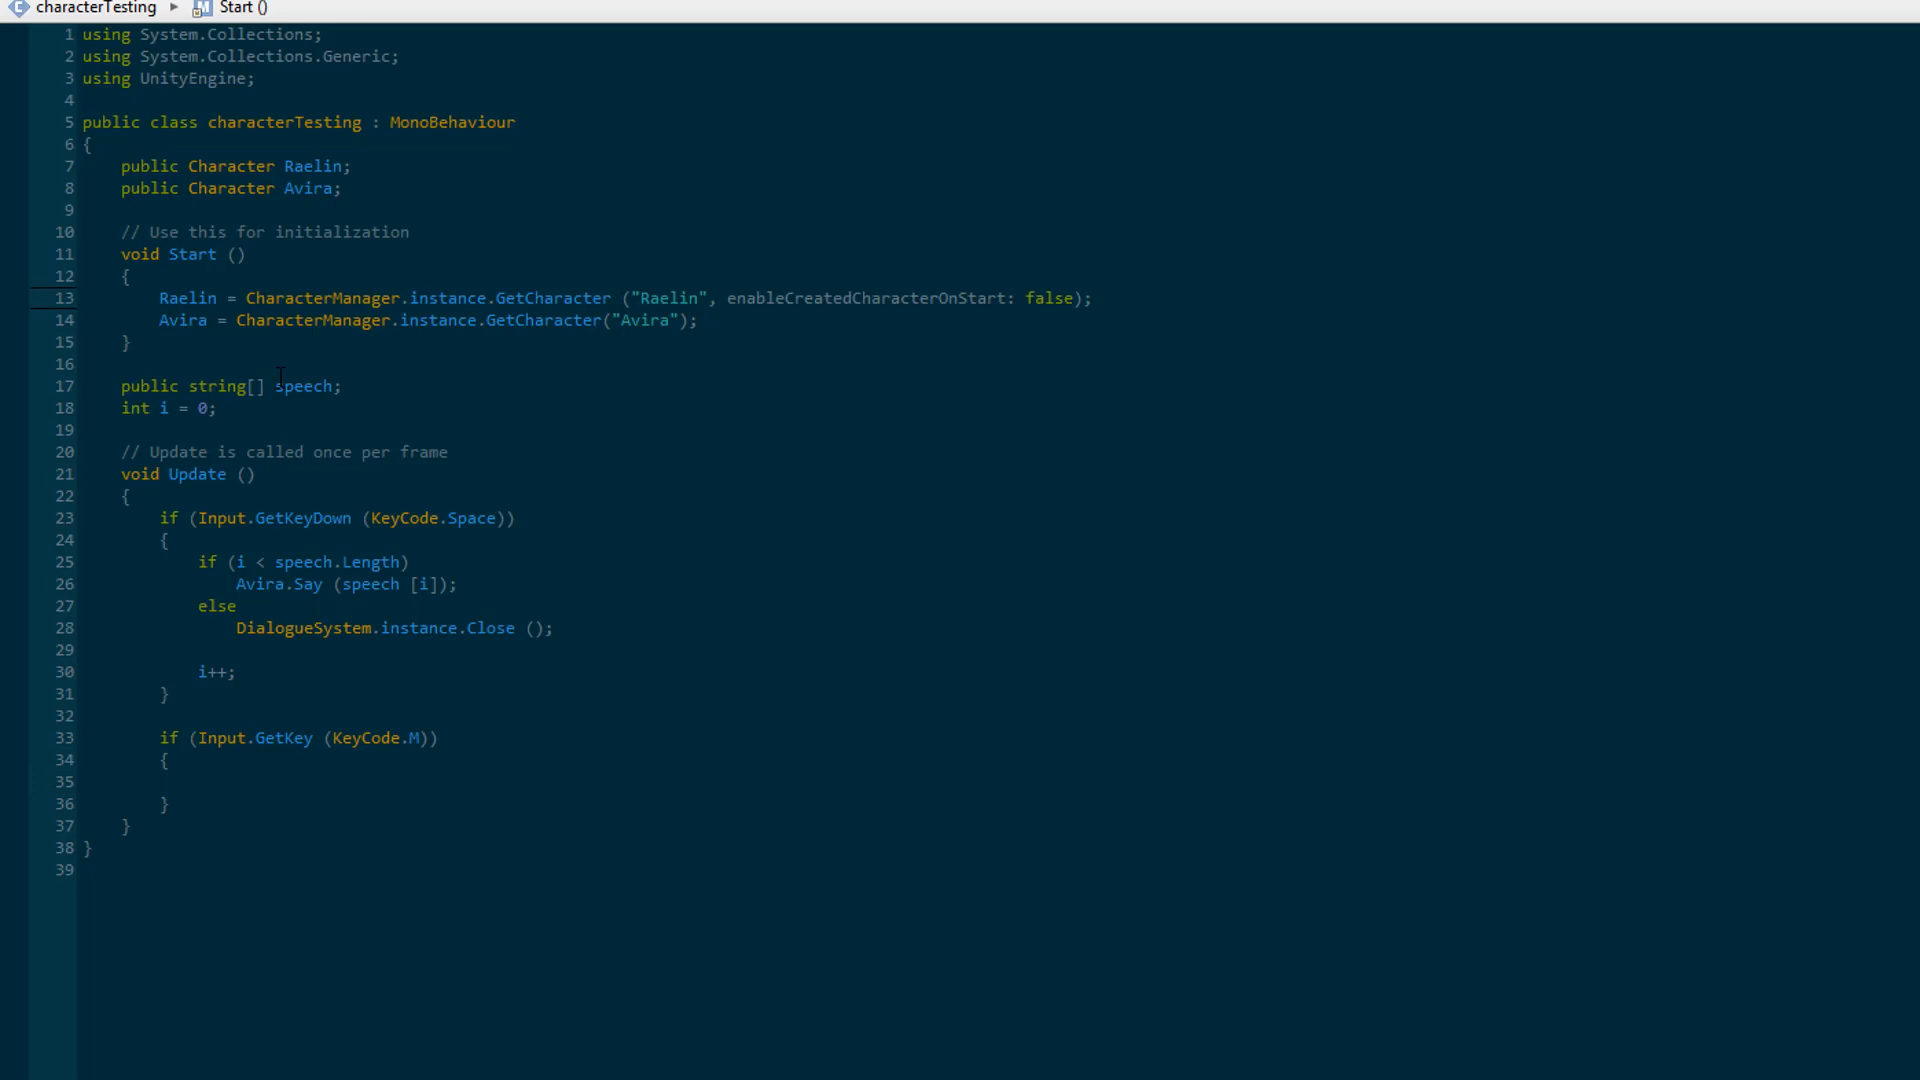 characterTesting ▸ Start ()
1 using System.Collections;
2 using System.Collections.Generic;
3 using UnityEngine;
4
5 public class characterTesting : MonoBehaviour
6 {
7     public Character Raelin;
8     public Character Avira;
9
10     // Use this for initialization
11     void Start ()
12     {
13         Raelin = CharacterManager.instance.GetCharacter ("Raelin", enableCreatedCharacterOnStart: false);
14         Avira = CharacterManager.instance.GetCharacter("Avira");
15     }
16
17     public string[] speech;
18     int i = 0;
19
20     // Update is called once per frame
21     void Update ()
22     {
23         if (Input.GetKeyDown (KeyCode.Space))
24         {
25             if (i < speech.Length)
26                 Avira.Say (speech [i]);
27             else
28                 DialogueSystem.instance.Close ();
29
30             i++;
31         }
32
33         if (Input.GetKey (KeyCode.M))
34         {
35
36         }
37     }
38 }
39